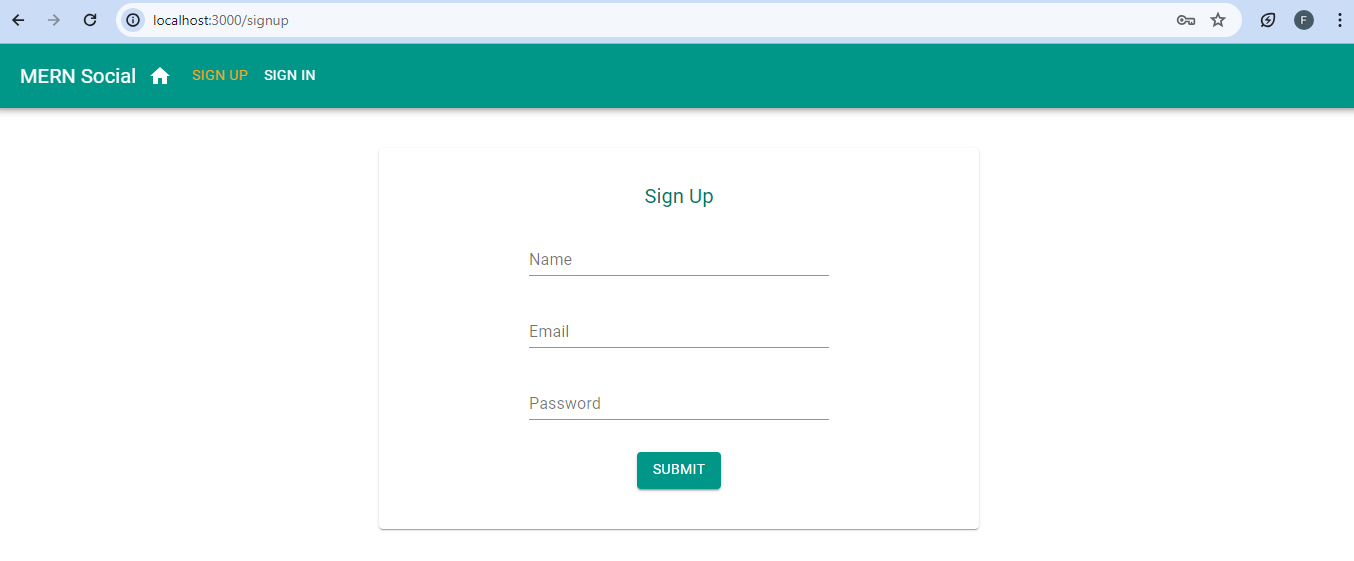 localhost:3000/signup
F
MERN Social SIGN UP SIGN IN
Sign Up
Name
Email
Password
SUBMIT